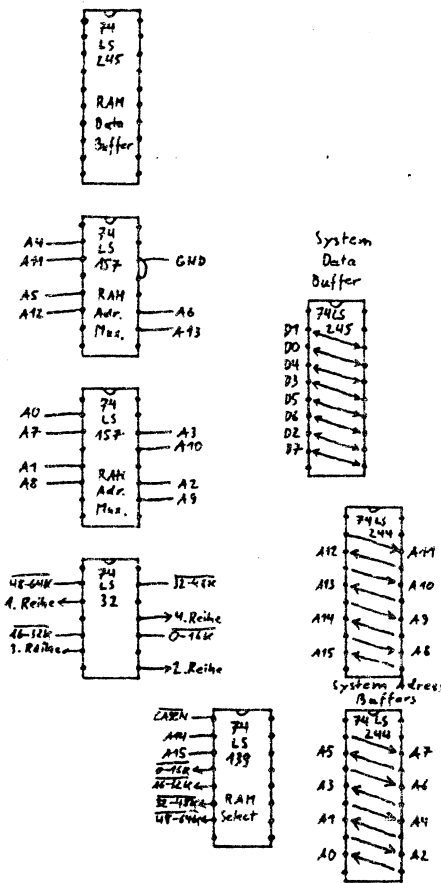 74
LS
245
RAM
Data
Buffer
A4
A11
A5
A12
74
LS
157
RAM
Adr.
Mux.
GND
A6
A13
System
Data
Buffer
74LS
245
D1
D0
D4
D3
D5
D6
D2
D7
A0
A7
A1
A8
74
LS
157
RAM
Adr.
Mux.
A3
A10
A2
A9
48-64K
1. Reihe
16-32K
3. Reihe
74
LS
32
32-48K
4. Reihe
0-16K
2. Reihe
74LS
244
A12
A13
A14
A15
A11
A10
A9
A8
System Adress
Buffers
74LS
244
A5
A3
A1
A0
A7
A6
A4
A2
CASEN
A14
A15
0-16K
16-32K
32-48K
48-64K
74
LS
139
RAM
Select